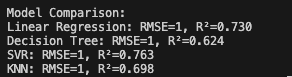 Model Comparison:
Linear Regression: RMSE=1, R²=0.730
Decision Tree: RMSE=1, R²=0.624
SVR: RMSE=1, R²=0.763
KNN: RMSE=1, R²=0.698